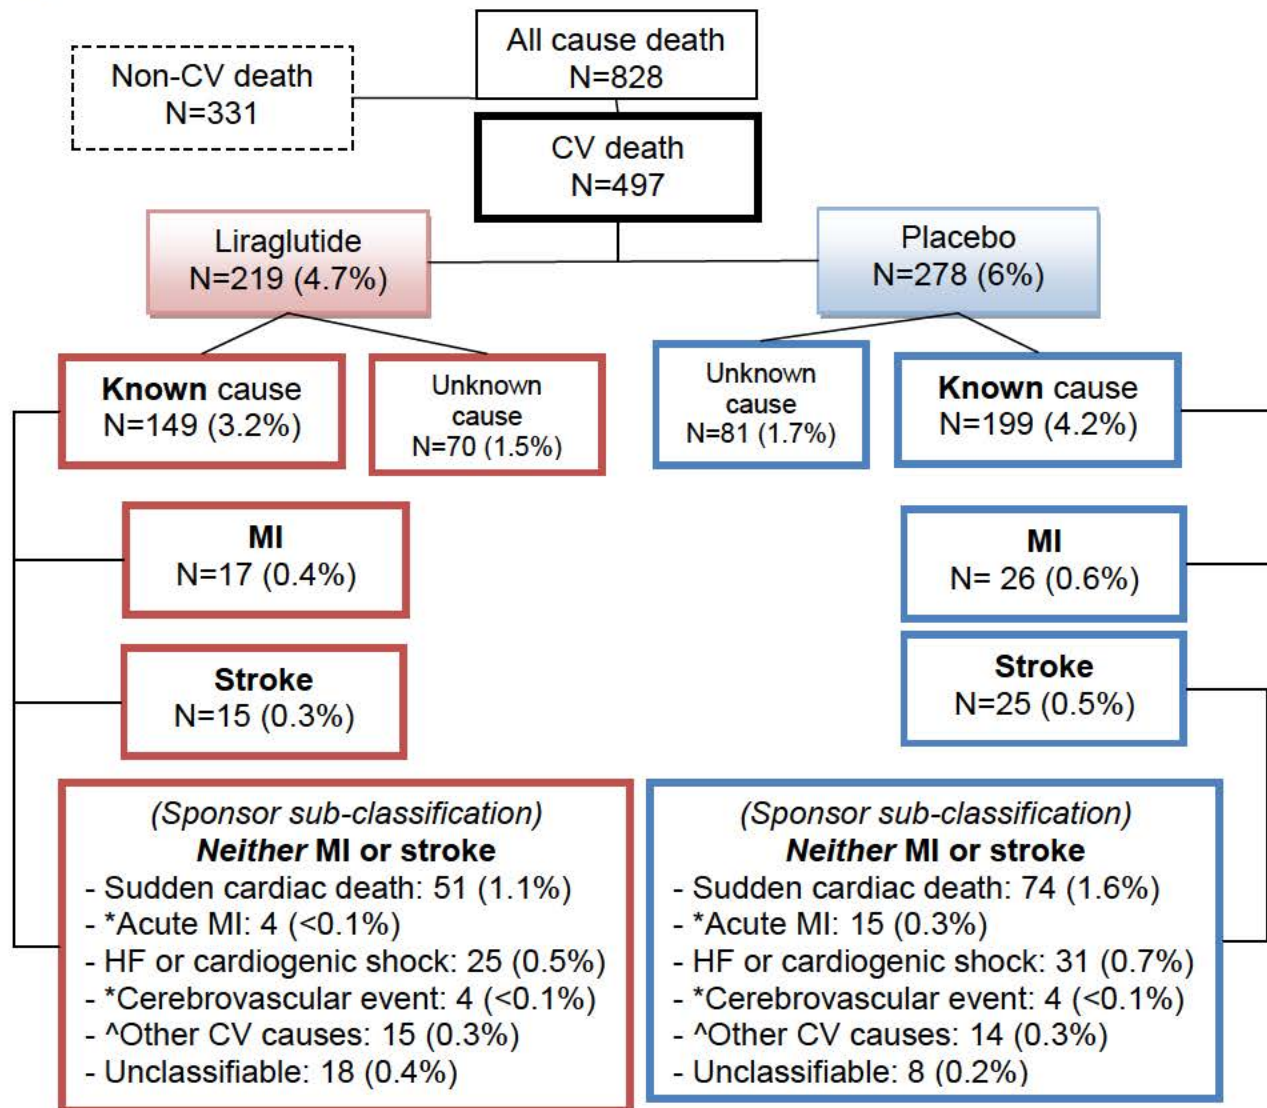 All cause death
N=828
Non-CV death
N=331
CV death
N=497
Liraglutide
N=219 (4.7%)
Placebo
N=278 (6%)
Known cause
N=149 (3.2%)
Unknown
cause
N=70 (1.5%)
Unknown
cause
N=81 (1.7%)
Known cause
N=199 (4.2%)
MI
N=17 (0.4%)
MI
N= 26 (0.6%)
Stroke
N=15 (0.3%)
Stroke
N=25 (0.5%)
(Sponsor sub-classification)
Neither MI or stroke
- Sudden cardiac death: 51 (1.1%)
- *Acute MI: 4 (<0.1%)
- HF or cardiogenic shock: 25 (0.5%)
- *Cerebrovascular event: 4 (<0.1%)
- ^Other CV causes: 15 (0.3%)
- Unclassifiable: 18 (0.4%)
(Sponsor sub-classification)
Neither MI or stroke
- Sudden cardiac death: 74 (1.6%)
- *Acute MI: 15 (0.3%)
- HF or cardiogenic shock: 31 (0.7%)
- *Cerebrovascular event: 4 (<0.1%)
- ^Other CV causes: 14 (0.3%)
- Unclassifiable: 8 (0.2%)